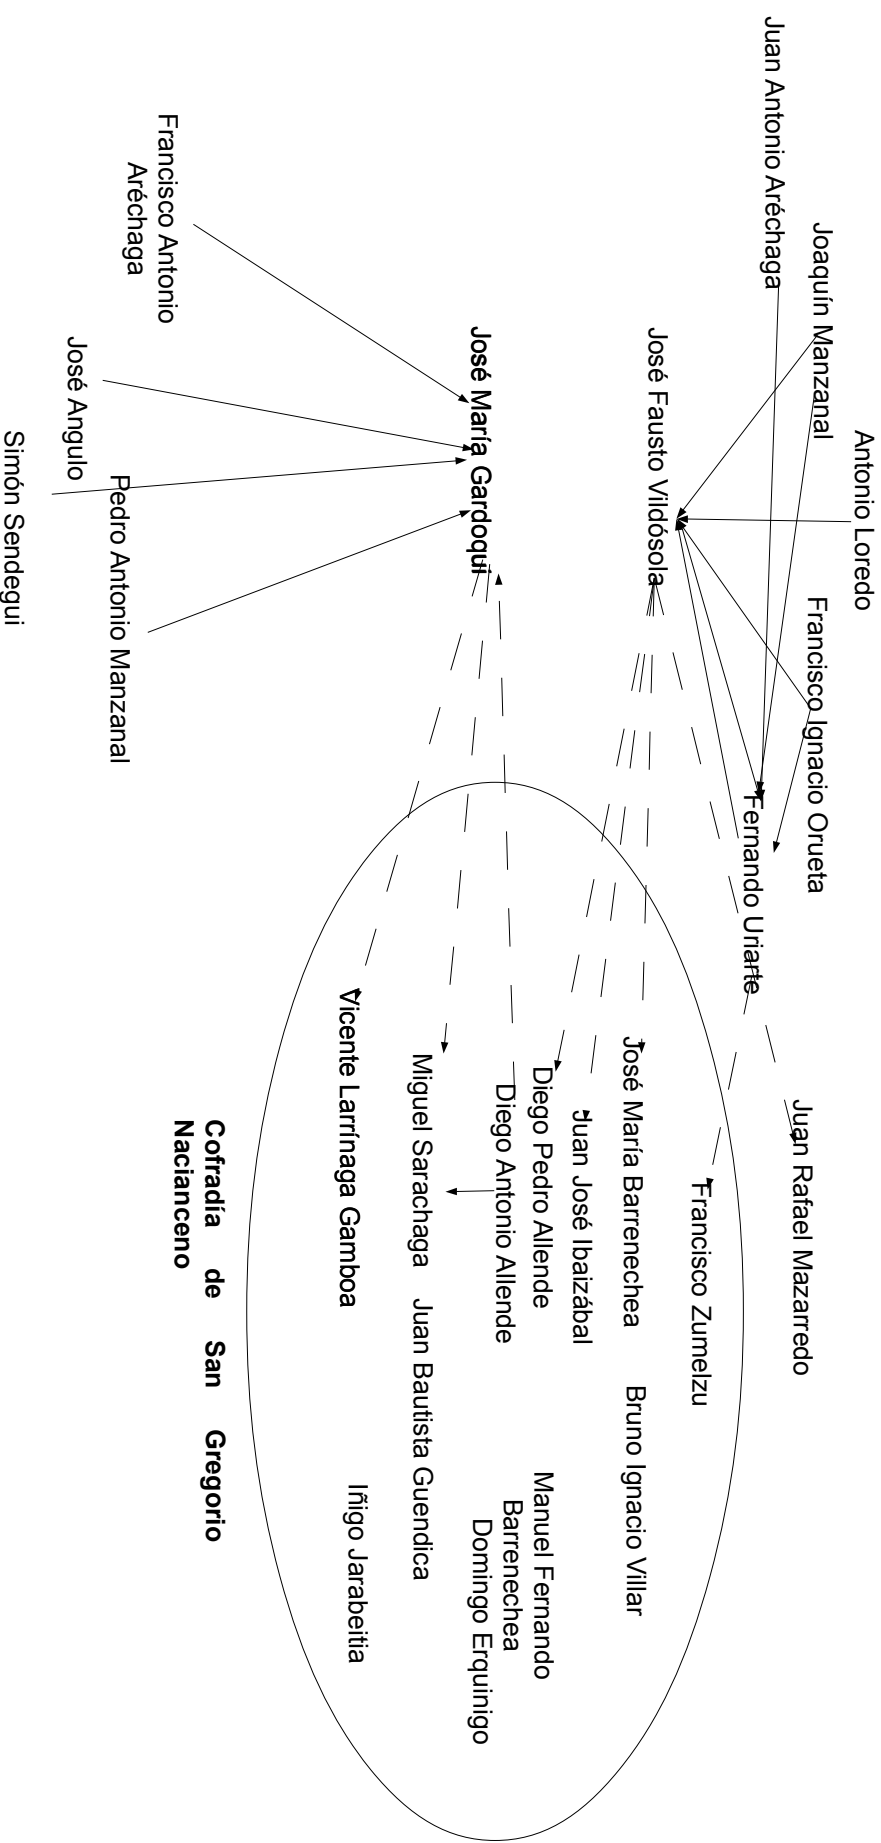 Antonio Loredo
Joaquín Manzanal
Francisco Ignacio Orueta
Juan Antonio Aréchaga
Juan Rafael Mazarredo
Fernando Uriarte
Francisco Zumelzu
José Fausto Vildósola
José María Barrenechea
Bruno Ignacio Villar
Juan José Ibaizábal
Diego Pedro Allende
Manuel Fernando
Barrenechea
Diego Antonio Allende
Domingo Erquinigo
José María Gardoqui
Miguel Sarachaga
Juan Bautista Guendica
Vicente Larrínaga Gamboa
Iñigo Jarabeitia
Cofradía de San Gregorio
Nacianceno
Francisco Antonio
Aréchaga
Pedro Antonio Manzanal
José Angulo
Simón Sendegui